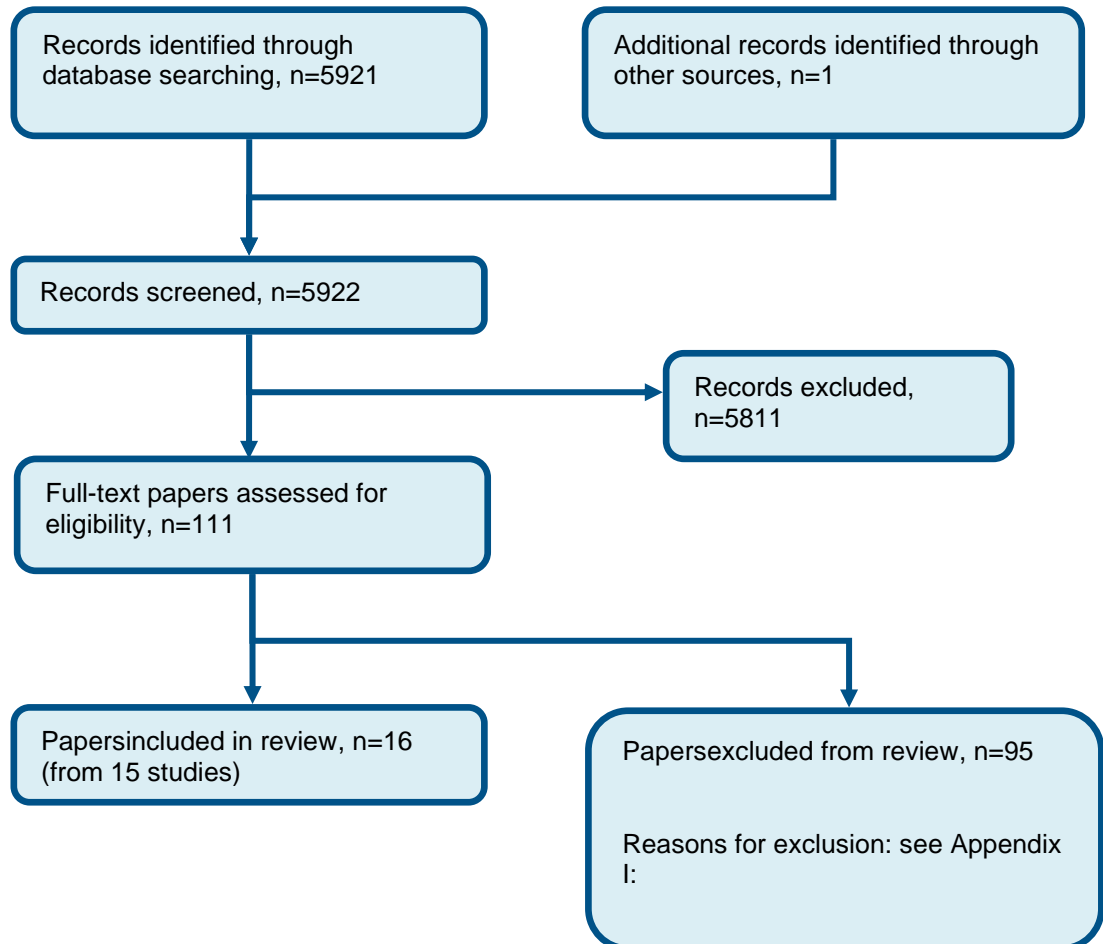 Records identified through
database searching, n=5921
Additional records identified through
other sources, n=1
Records screened, n=5922
Records excluded,
n=5811
Full-text papers assessed for
eligibility, n=111
Papersincluded in review, n=16
(from 15 studies)
Papersexcluded from review, n=95
Reasons for exclusion: see Appendix
I: